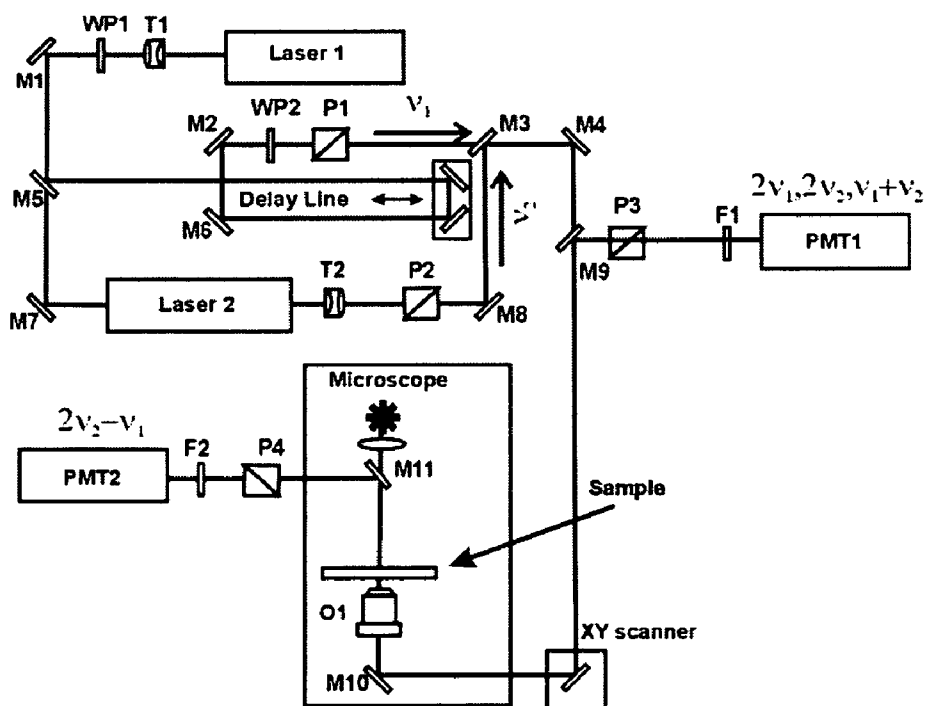 WP1
T1
Laser 1
M1
M2
WP2
P1
ν₁
M3
M4
M5
Delay Line
M6
ν₂
P3
F1
2ν₁,2ν₂,ν₁+ν₂
PMT1
M9
M7
Laser 2
T2
P2
M8
Microscope
2ν₂−ν₁
PMT2
F2
P4
M11
Sample
O1
XY scanner
M10